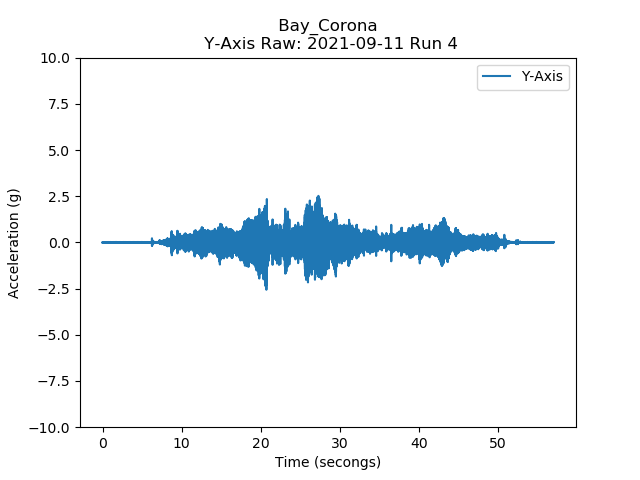 Bay_Corona
Y-Axis Raw: 2021-09-11 Run 4
10.0
7.5
5.0
2.5
0.0
−2.5
−5.0
−7.5
−10.0
Acceleration (g)
Y-Axis
0 10 20 30 40 50
Time (secongs)